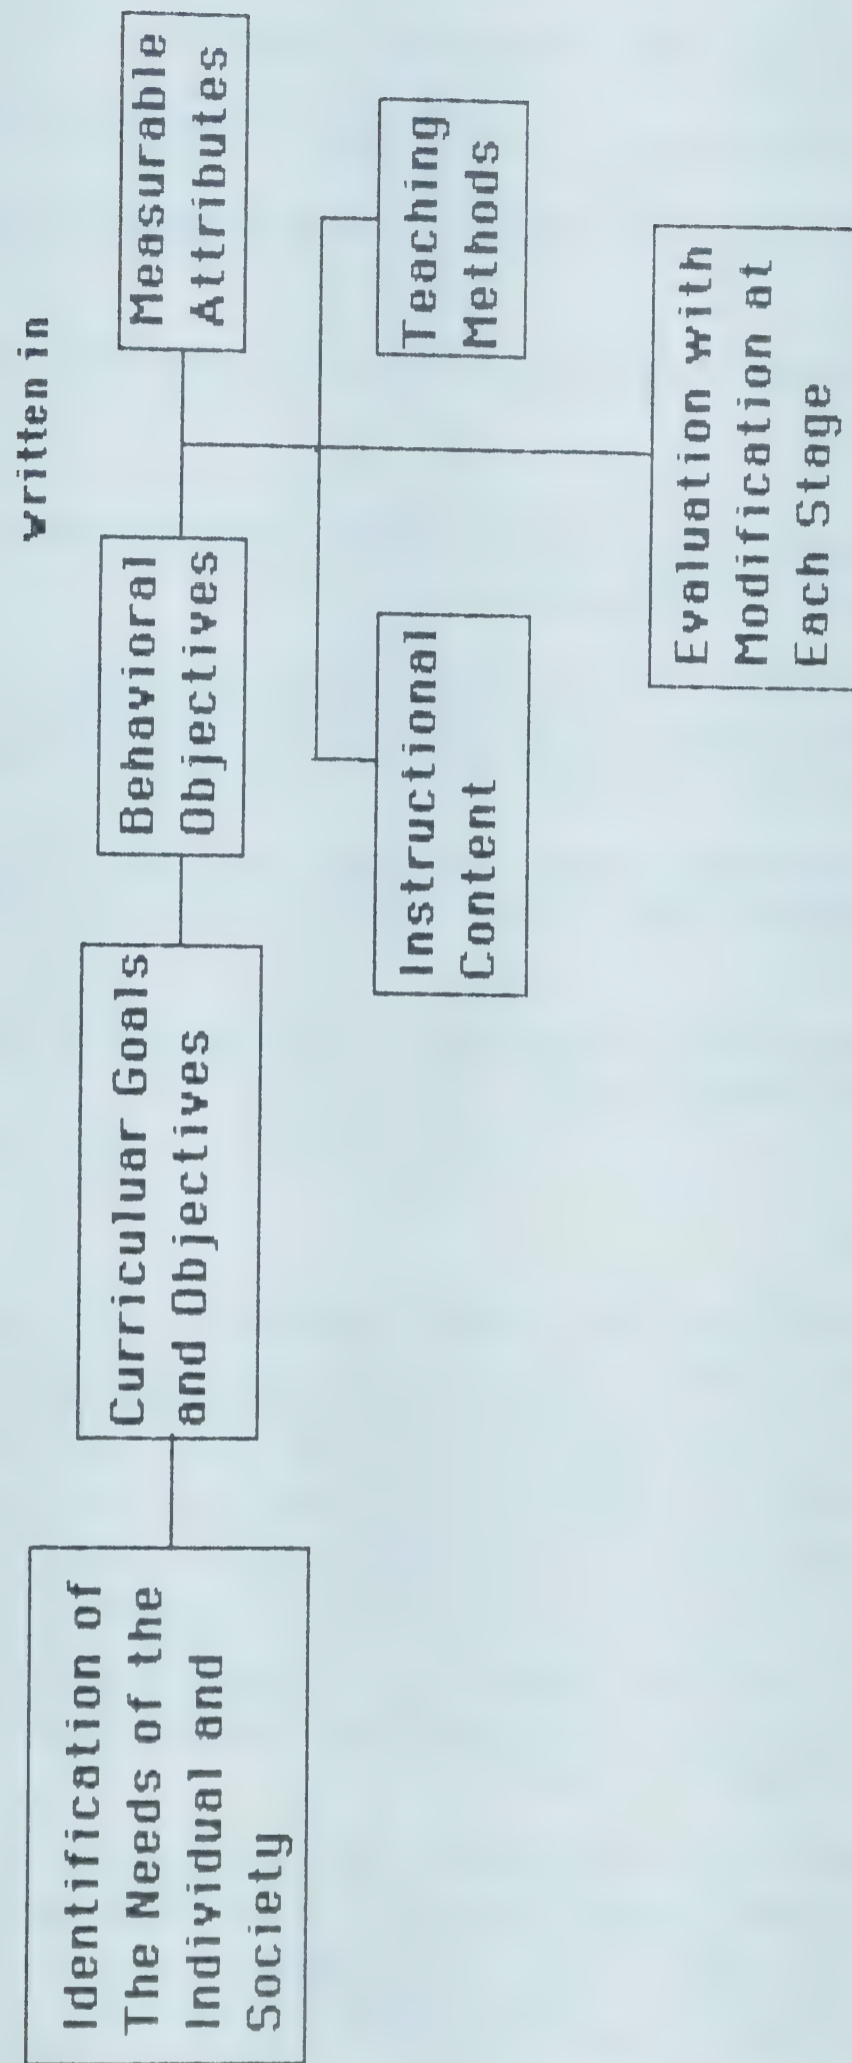 written in
Identification of
The Needs of the
Individual and
Society
Curriculuar Goals
and Objectives
Behavioral
Objectives
Measurable
Attributes
Instructional
Content
Teaching
Methods
Evaluation with
Modification at
Each Stage